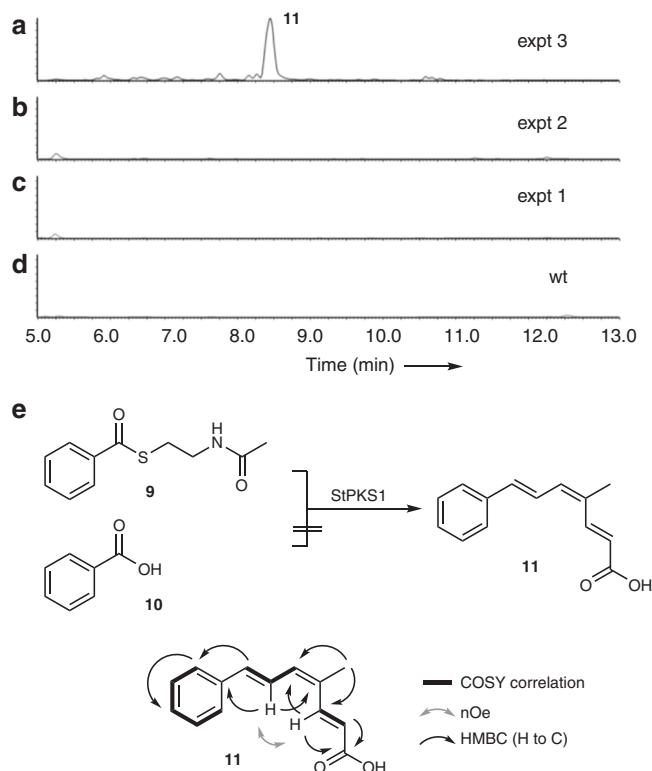 a
11
expt 3
b
expt 2
c
expt 1
d
wt
5.0 6.0 7.0 8.0 9.0 10.0 11.0 12.0 13.0
Time (min)
e
O
H
N
S
O
9
StPKS1
O
OH
10
11
O
OH
H
H
O
OH
11
COSY correlation
nOe
HMBC (H to C)